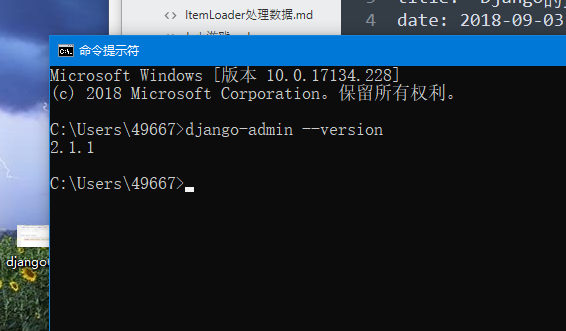 ItemLoader处理数据.md
4 date: 2018-09-03
命令提示符
Microsoft Windows [版本 10.0.17134.228]
(c) 2018 Microsoft Corporation。保留所有权利。
C:\Users\49667>django-admin --version
2.1.1
C:\Users\49667>
django